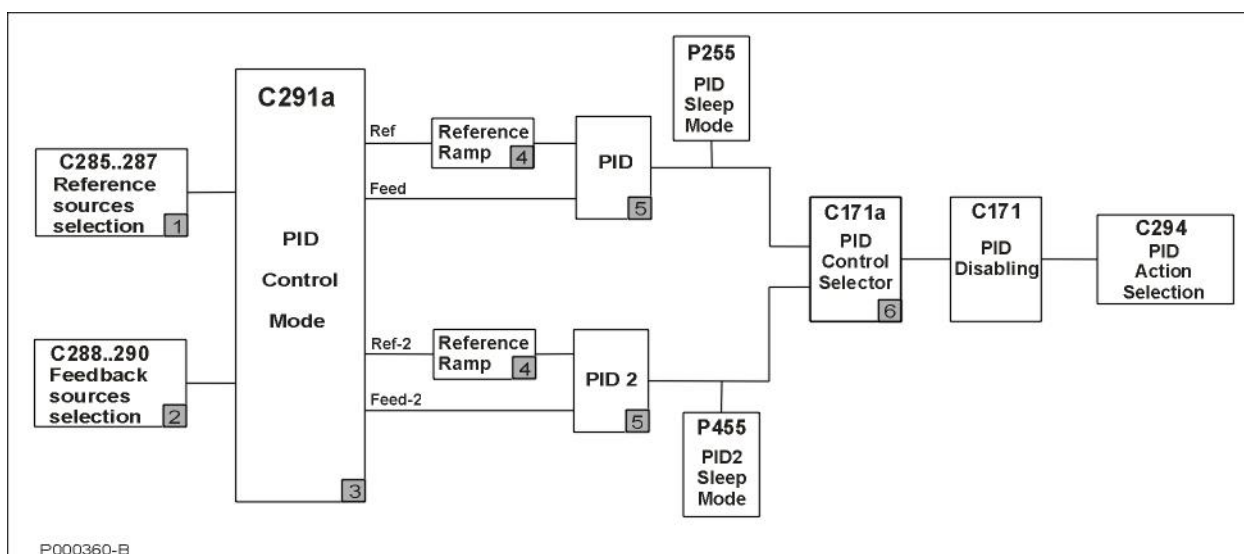 C285..287
Reference
sources
selection
1
C288..290
Feedback
sources
selection
2
C291a
PID
Control
Mode
3
Ref
Feed
Ref-2
Feed-2
Reference
Ramp
4
Reference
Ramp
4
PID
5
PID 2
5
P255
PID
Sleep
Mode
P455
PID2
Sleep
Mode
C171a
PID
Control
Selector
6
C171
PID
Disabling
C294
PID
Action
Selection
P000360-B